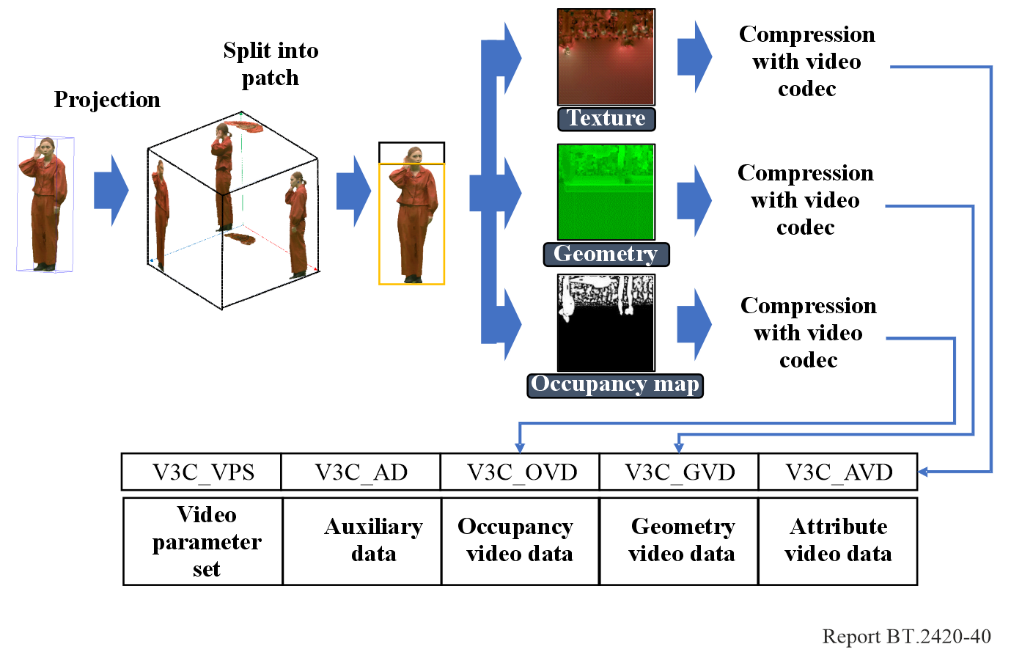 Projection
Split into
patch
Texture
Compression
with video
codec
Geometry
Compression
with video
codec
Occupancy map
Compression
with video
codec
V3C_VPS
V3C_AD
V3C_OVD
V3C_GVD
V3C_AVD
Video
parameter
set
Auxiliary
data
Occupancy
video data
Geometry
video data
Attribute
video data
Report BT.2420-40